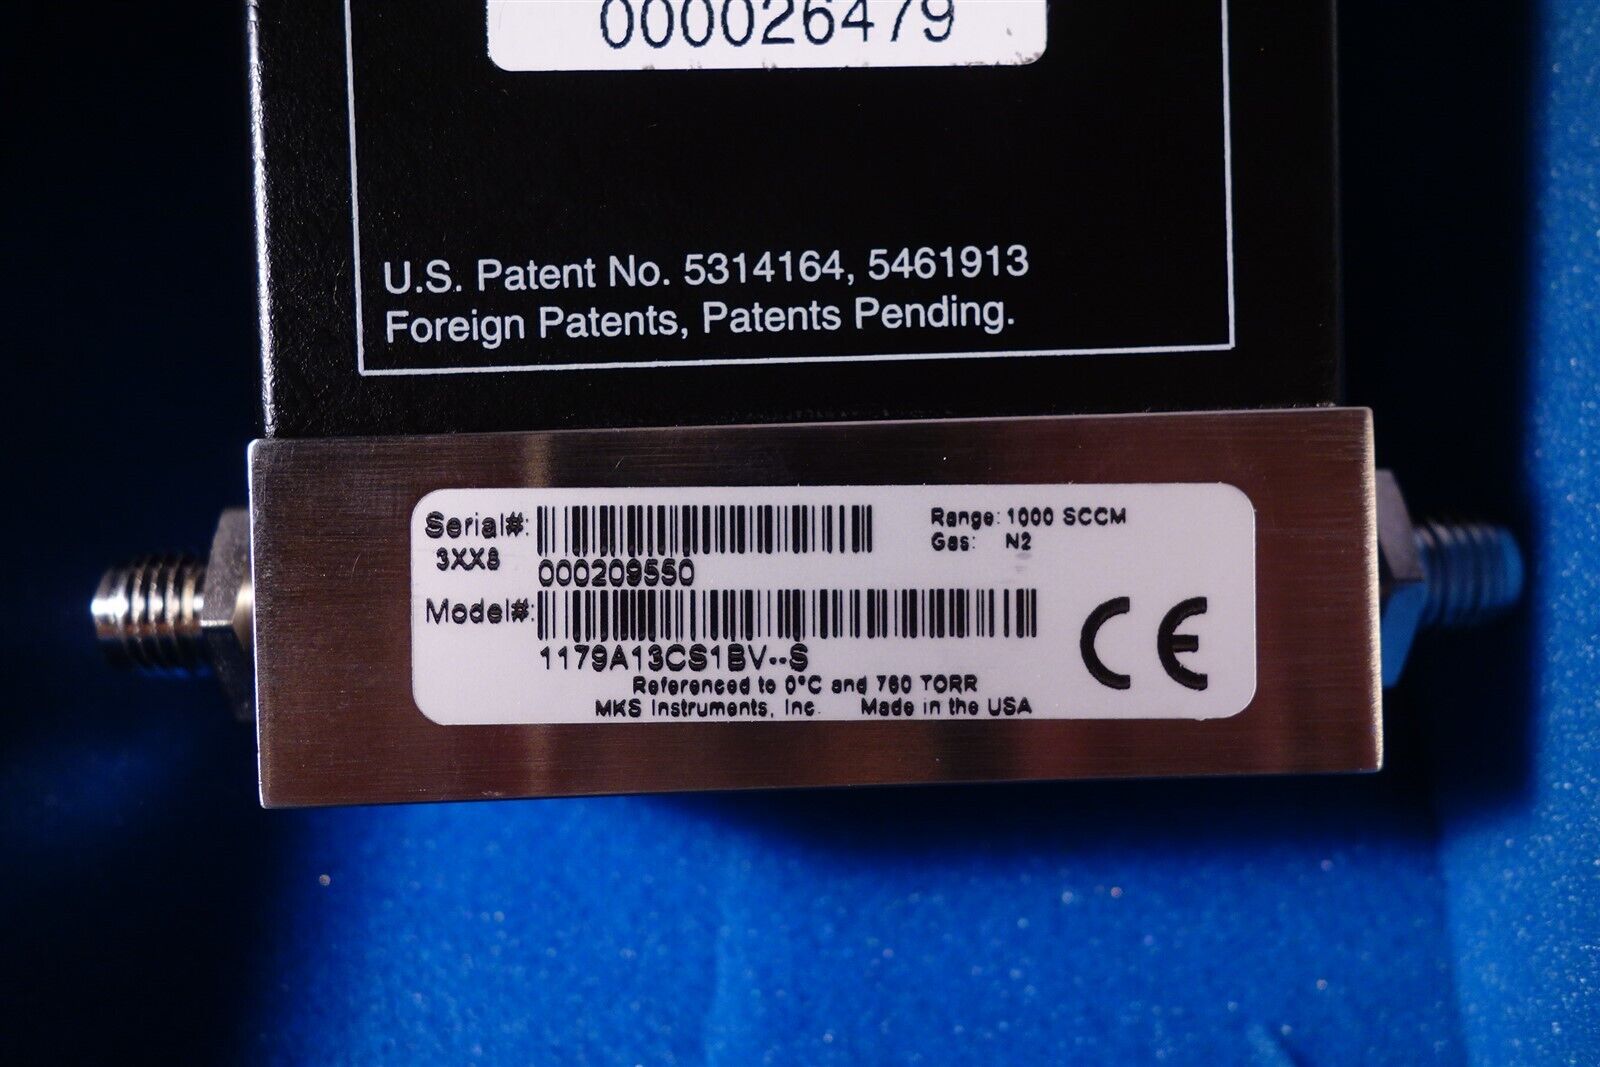 000026479
U.S. Patent No. 5314164, 5461913
Foreign Patents, Patents Pending.
Serial#:
3XX8
000209550
Range: 1000 SCCM
Gas: N2
Model#:
1179A13CS1BV--S
CE
Referenced to 0°C and 760 TORR
MKS Instruments, Inc. Made in the USA